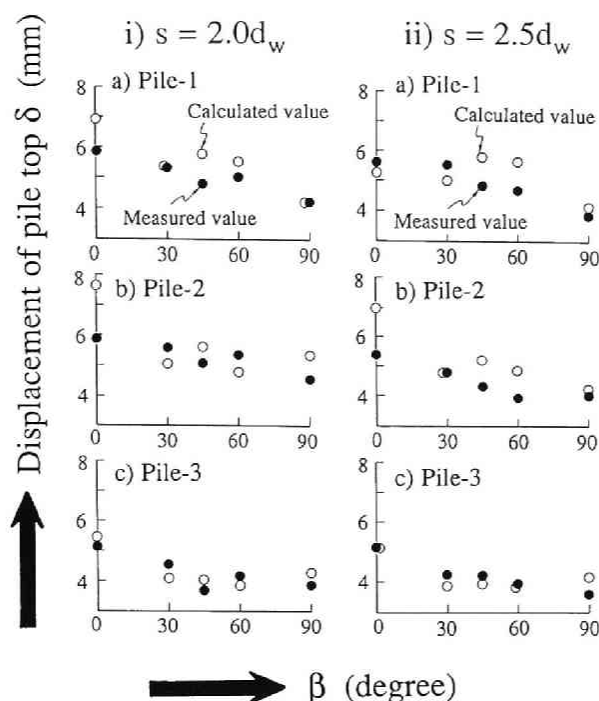 i) s = 2.0d_w
ii) s = 2.5d_w
Displacement of pile top δ (mm)
a) Pile-1
8
6
4
Calculated value
Measured value
0 30 60 90
a) Pile-1
8
6
4
Calculated value
Measured value
0 30 60 90
b) Pile-2
8
6
4
0 30 60 90
b) Pile-2
8
6
4
0 30 60 90
c) Pile-3
8
6
4
0 30 60 90
c) Pile-3
8
6
4
0 30 60 90
β (degree)